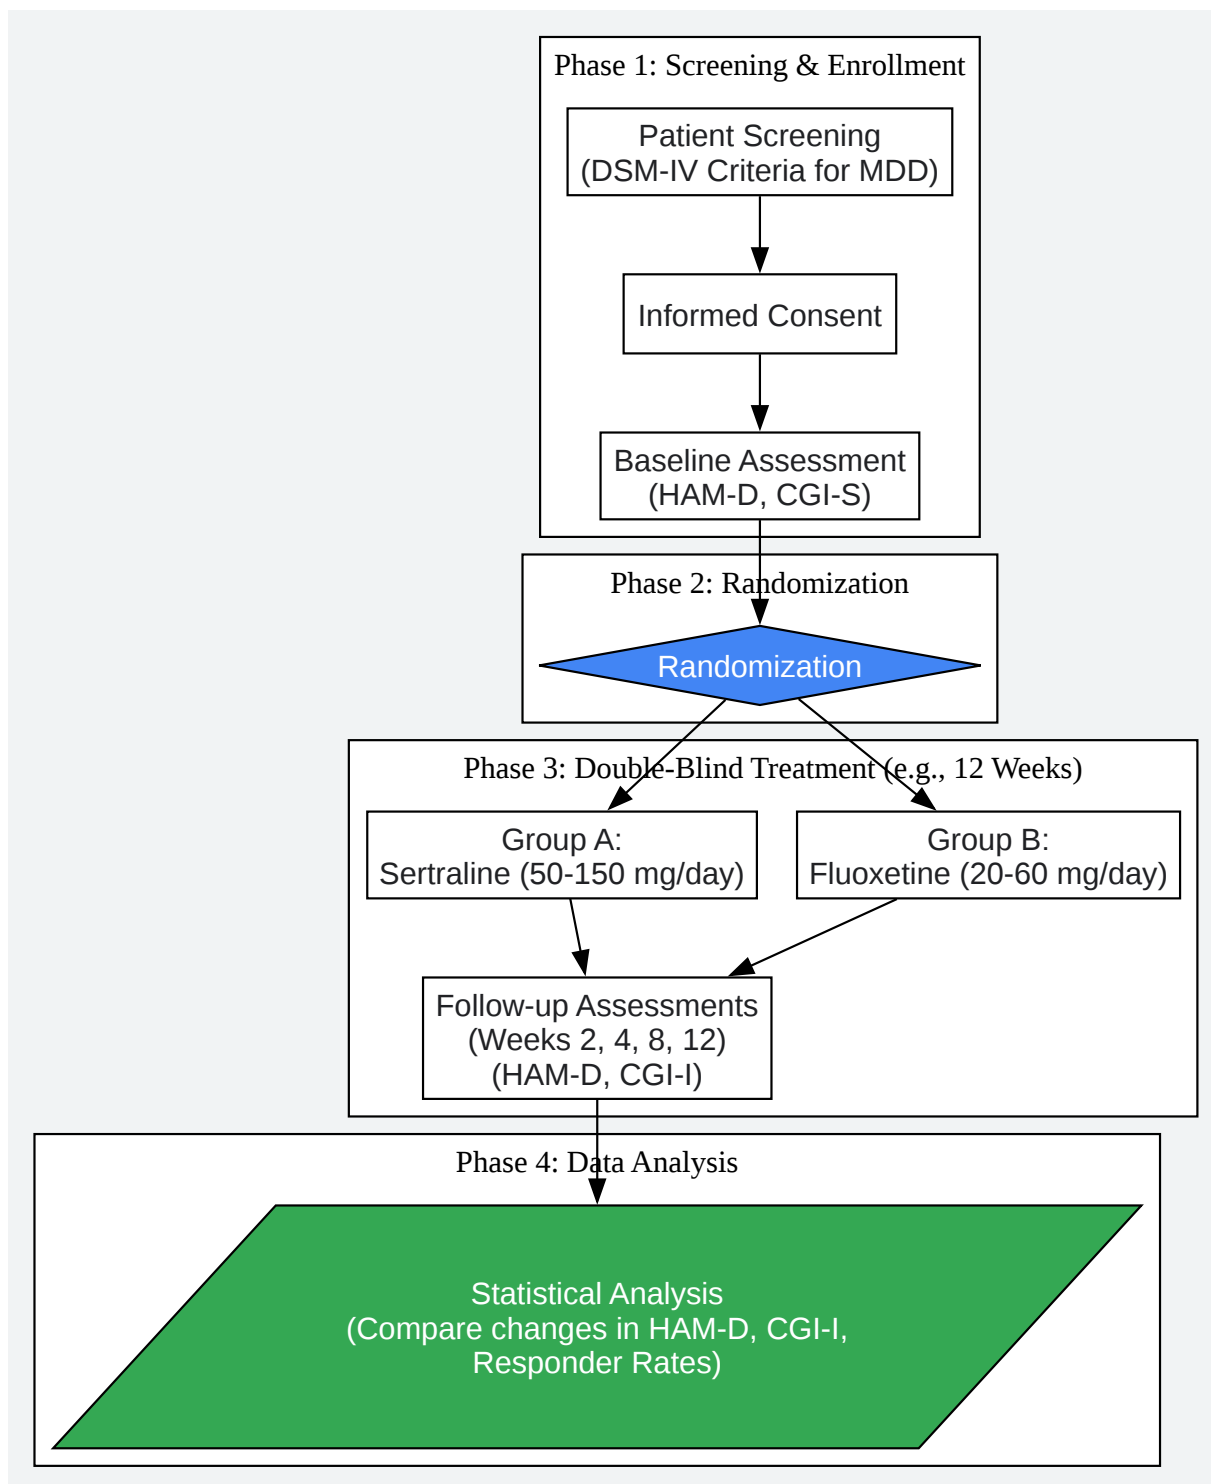 Phase 1: Screening & Enrollment
Patient Screening
(DSM-IV Criteria for MDD)
Informed Consent
Baseline Assessment
(HAM-D, CGI-S)
Phase 2: Randomization
Randomization
Phase 3: Double-Blind Treatment (e.g., 12 Weeks)
Group A:
Sertraline (50-150 mg/day)
Group B:
Fluoxetine (20-60 mg/day)
Follow-up Assessments
(Weeks 2, 4, 8, 12)
(HAM-D, CGI-I)
Phase 4: Data Analysis
Statistical Analysis
(Compare changes in HAM-D, CGI-I,
Responder Rates)